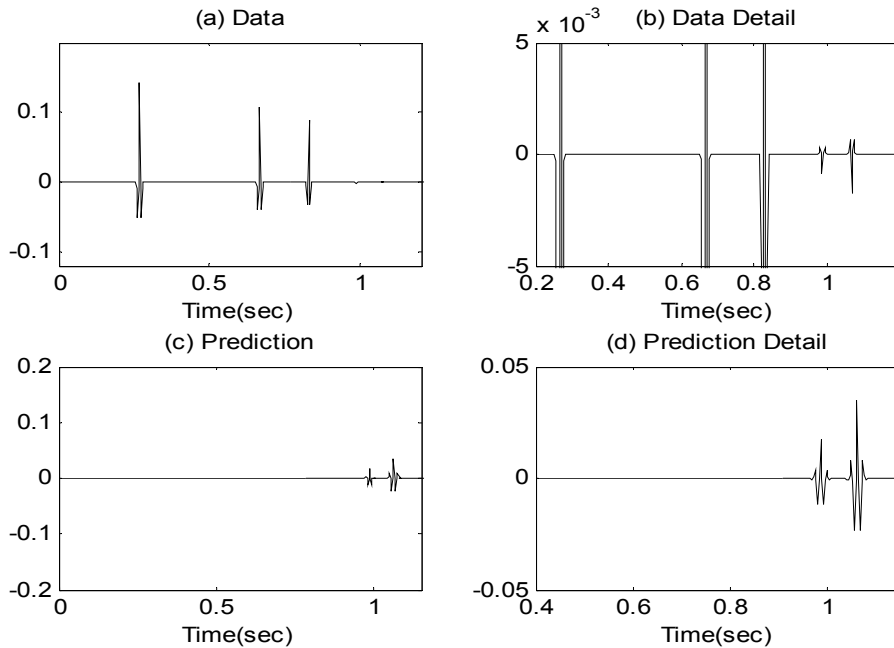 (a) Data
0.1
0
-0.1
0 0.5 1
Time(sec)
(b) Data Detail
x 10-3
5
0
-5
0.2 0.4 0.6 0.8 1
Time(sec)
(c) Prediction
0.2
0.1
0
-0.1
-0.2
0 0.5 1
Time(sec)
(d) Prediction Detail
0.05
0
-0.05
0.4 0.6 0.8 1
Time(sec)